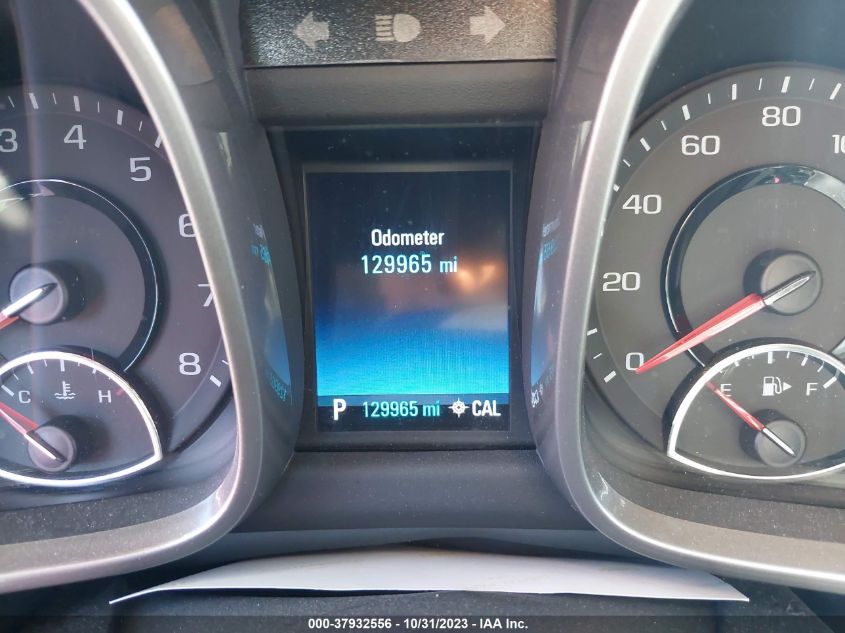 3 4 5 6 7 8
C H
Odometer
129965 mi
P 129965 mi CAL
0 20 40 60 80
E F
000-37932556 - 10/31/2023 - IAA Inc.